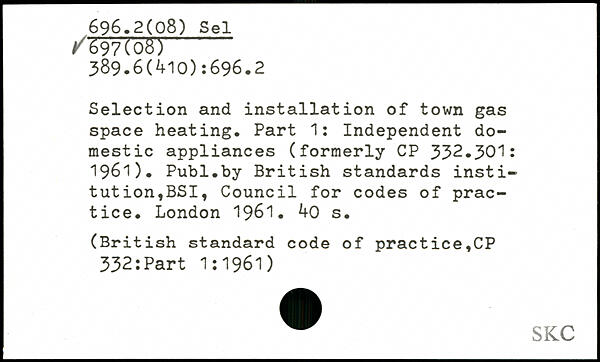 696.2(08) Sel
✓697(08)
389.6(410):696.2
Selection and installation of town gas
space heating. Part 1: Independent do-
mestic appliances (formerly CP 332.301:
1961). Publ.by British standards insti-
tution,BSI, Council for codes of prac-
tice. London 1961. 40 s.
(British standard code of practice,CP
332:Part 1:1961)
SKC